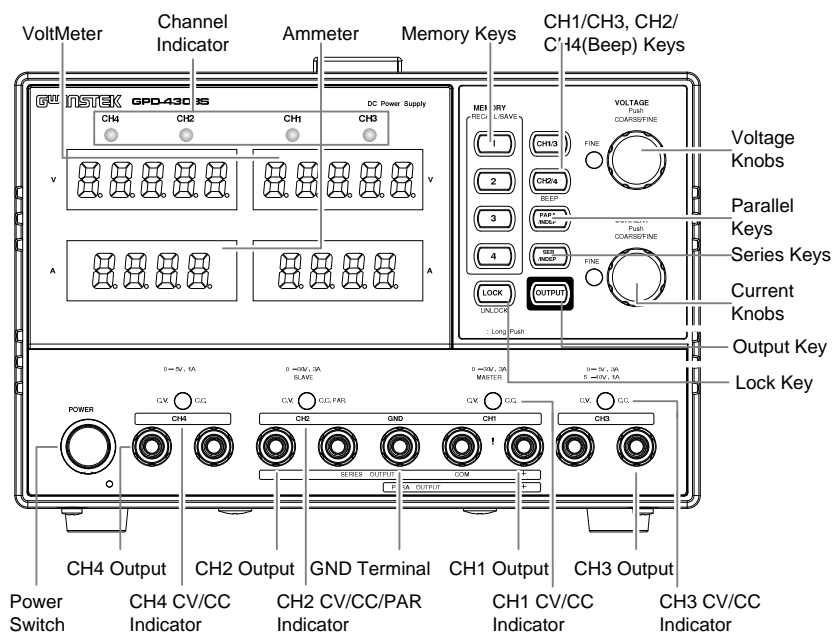 VoltMeter
Channel
Indicator
Ammeter
Memory Keys
CH1/CH3, CH2/
CH4(Beep) Keys
GWINSTEK GPD-4303S
DC Power Supply
CH4
CH2
CH1
CH3
V
V
A
A
MEMORY
RECALL/SAVE
1
2
3
4
LOCK
UNLOCK
CH1/3
CH2/4
BEEP
PARA
/INDEP
SER
/INDEP
OUTPUT
: Long Push
VOLTAGE
Push
COARSE/FINE
FINE
CURRENT
Push
COARSE/FINE
FINE
Voltage
Knobs
Parallel
Keys
Series Keys
Current
Knobs
Output Key
Lock Key
POWER
0~5V, 1A
C.V.
C.C.
CH4
0~30V, 3A
SLAVE
C.V.
C.C. PAR.
CH2
GND
0~30V, 3A
MASTER
C.V.
C.C.
CH1
!
0~5V, 3A
5~10V, 1A
C.V.
C.C.
CH3
SERIES OUTPUT COM +
PARA OUTPUT +
CH4 Output
CH2 Output
GND Terminal
CH1 Output
CH3 Output
Power
Switch
CH4 CV/CC
Indicator
CH2 CV/CC/PAR
Indicator
CH1 CV/CC
Indicator
CH3 CV/CC
Indicator